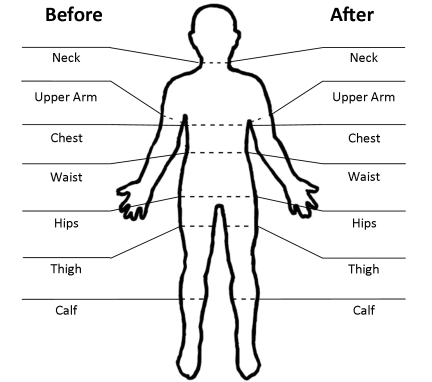 Before After
Neck Neck
Upper Arm Upper Arm
Chest Chest
Waist Waist
Hips Hips
Thigh Thigh
Calf Calf